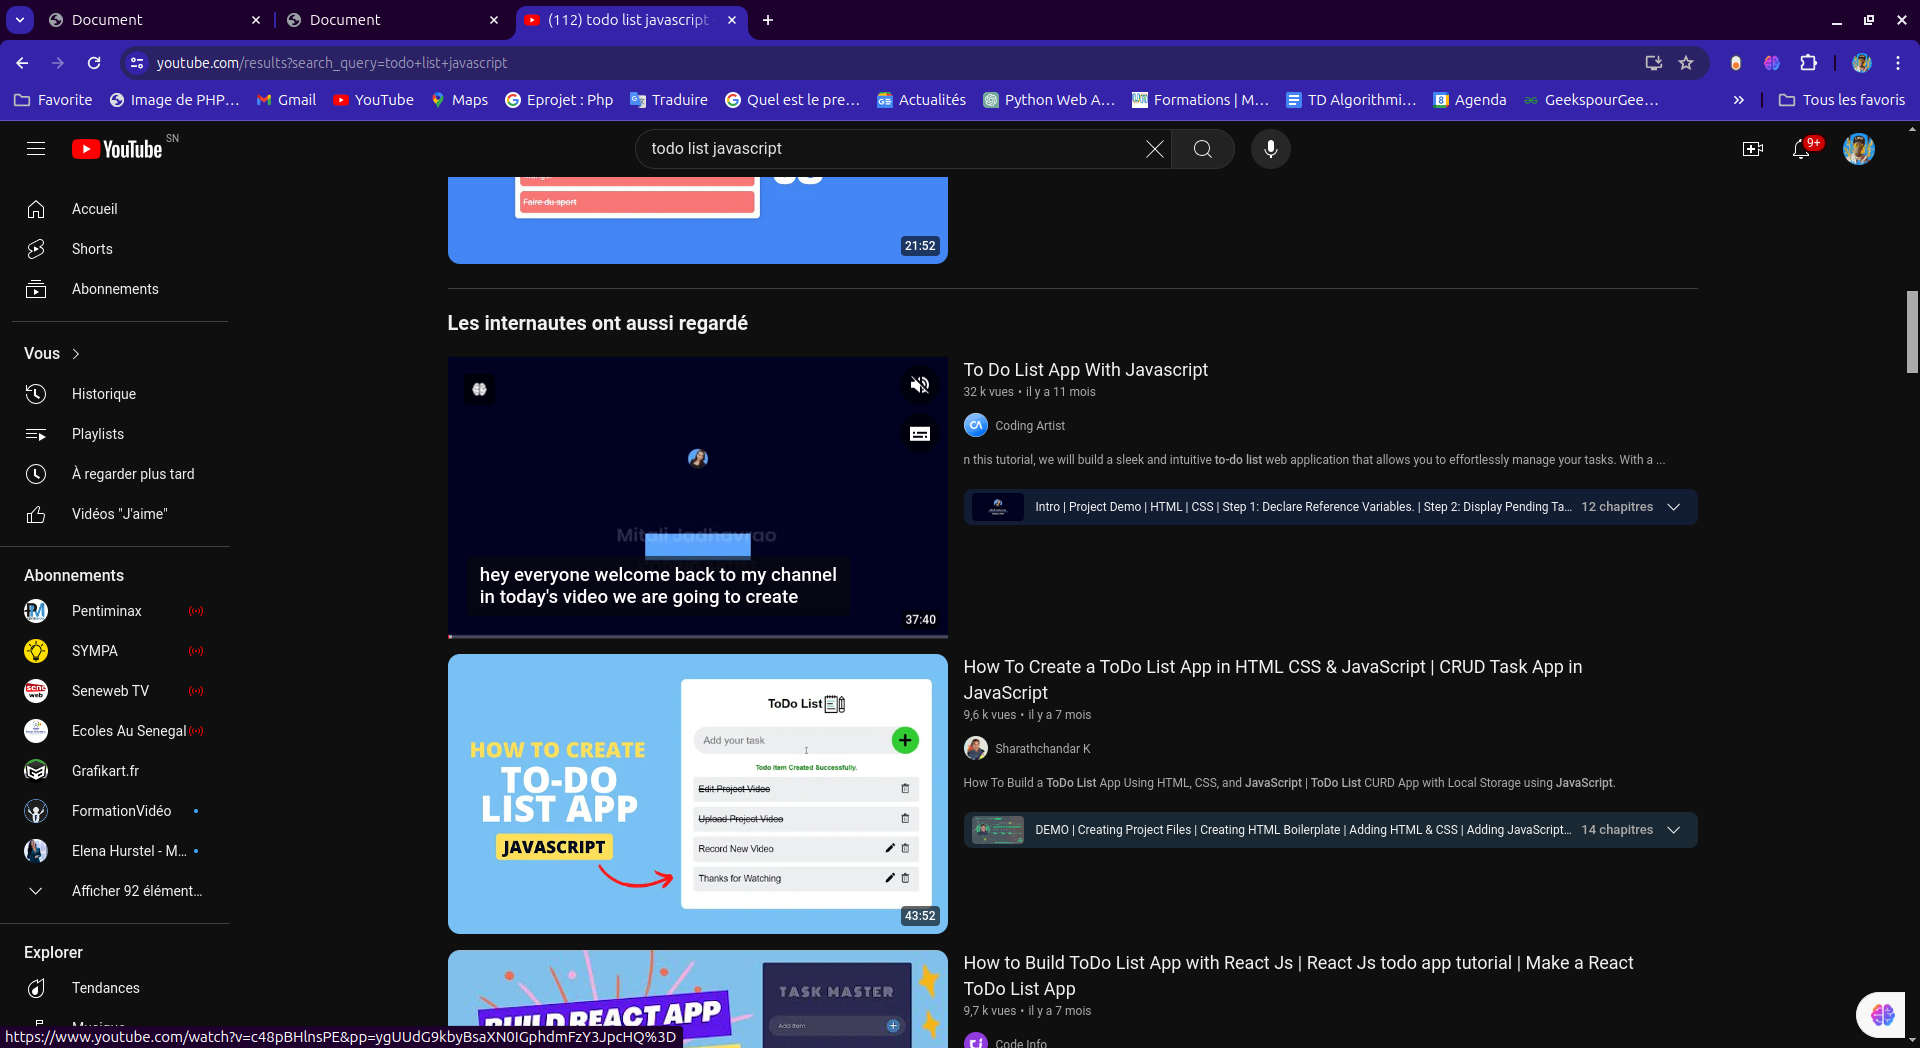 Document
Document
(112) todo list javascript
youtube.com/results?search_query=todo+list+javascript
Favorite
Image de PHP…
Gmail
YouTube
Maps
Eprojet : Php
Traduire
Quel est le pre…
Actualités
Python Web A…
Formations | M…
TD Algorithmi…
Agenda
GeekspourGee…
Tous les favoris
YouTube SN
todo list javascript
9+
Accueil
Shorts
Abonnements
Vous
Historique
Playlists
À regarder plus tard
Vidéos "J'aime"
Abonnements
Pentiminax
SYMPA
Seneweb TV
Ecoles Au Senegal
Grafikart.fr
FormationVidéo
Elena Hurstel - M…
Afficher 92 élément…
Explorer
Tendances
Musique
https://www.youtube.com/watch?v=c48pBHlnsPE&pp=ygUUdG9kbyBsaXN0IGphdmFzY3JpcHQ%3D
Faire du sport
21:52
Les internautes ont aussi regardé
Mitali Jadhavrao
hey everyone welcome back to my channel
in today's video we are going to create
37:40
To Do List App With Javascript
32 k vues • il y a 11 mois
CA
Coding Artist
n this tutorial, we will build a sleek and intuitive to-do list web application that allows you to effortlessly manage your tasks. With a ...
Intro | Project Demo | HTML | CSS | Step 1: Declare Reference Variables. | Step 2: Display Pending Ta…
12 chapitres
HOW TO CREATE
TO-DO
LIST APP
JAVASCRIPT
ToDo List
Add your task
Todo Item Created Successfully.
Edit Project Video
Upload Project Video
Record New Video
Thanks for Watching
43:52
How To Create a ToDo List App in HTML CSS & JavaScript | CRUD Task App in
JavaScript
9,6 k vues • il y a 7 mois
Sharathchandar K
How To Build a ToDo List App Using HTML, CSS, and JavaScript | ToDo List CURD App with Local Storage using JavaScript.
DEMO | Creating Project Files | Creating HTML Boilerplate | Adding HTML & CSS | Adding JavaScript…
14 chapitres
BUILD REACT APP
TASK MASTER
Add Item
How to Build ToDo List App with React Js | React Js todo app tutorial | Make a React
ToDo List App
9,7 k vues • il y a 7 mois
Code Info